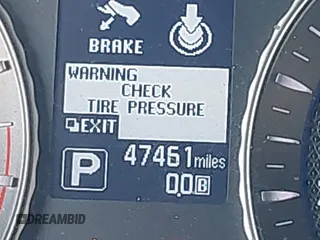 BRAKE
WARNING
CHECK
TIRE PRESSURE
EXIT
P
47461 miles
0.0 B
DREAMBID